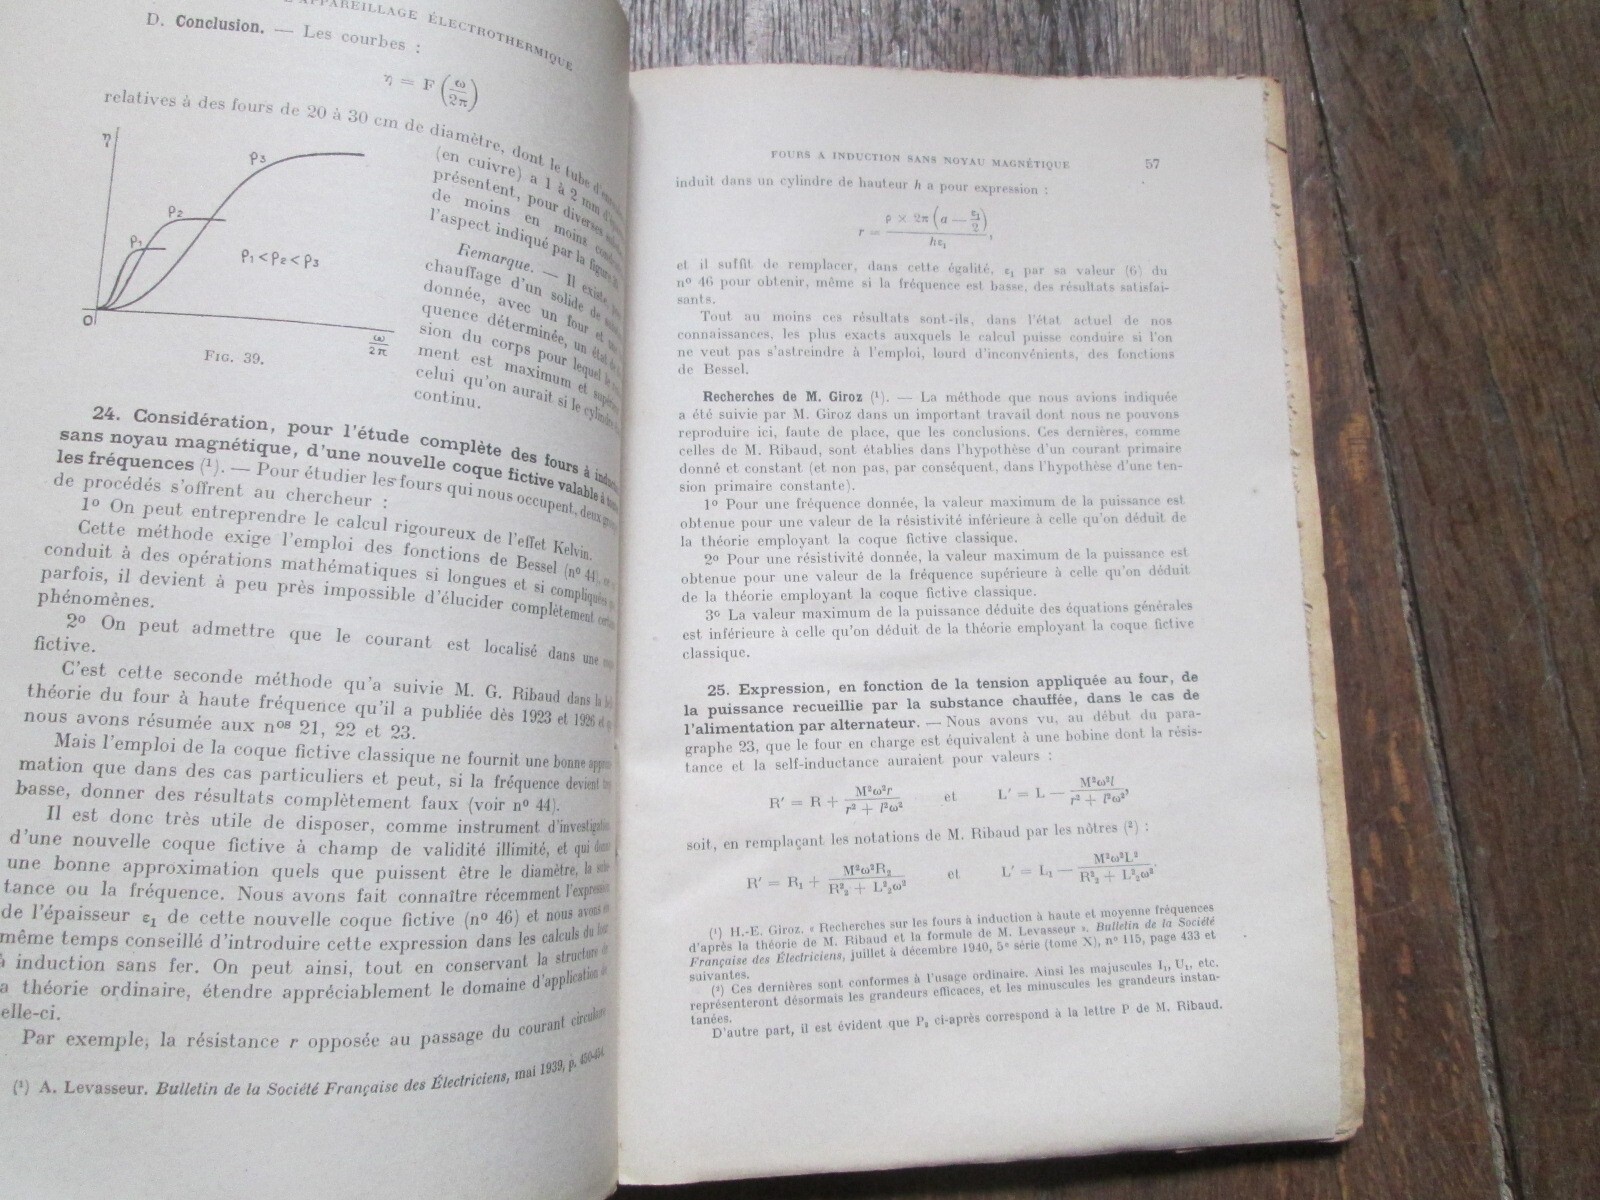 APPAREILLAGE ÉLECTROTHERMIQUE
D. Conclusion. — Les courbes :
η = F (ω/2π)
relatives à des fours de 20 à 30 cm de diamètre, dont le tube
(en cuivre) a 1 à 2 mm
présentent, pour diverses
de moins en moins
l'aspect indiqué par la figure
Remarque. — Il existe,
chauffage d'un solide de
donnée, avec un four et
quence déterminée, un état
sion du corps pour lequel le
ment est maximum et
celui qu'on aurait si le
continu.
η
ρ3
ρ2
ρ1
ρ1 < ρ2 < ρ3
O
ω/2π
FIG. 39.
24. Considération, pour l'étude complète des fours à
sans noyau magnétique, d'une nouvelle coque fictive valable à
les fréquences (¹). — Pour étudier les fours qui nous occupent, deux
de procédés s'offrent au chercheur :
1º On peut entreprendre le calcul rigoureux de l'effet Kelvin.
Cette méthode exige l'emploi des fonctions de Bessel (nº 44),
conduit à des opérations mathématiques si longues et si compliquées
parfois, il devient à peu près impossible d'élucider complètement
phénomènes.
2º On peut admettre que le courant est localisé dans une
fictive.
C'est cette seconde méthode qu'a suivie M. G. Ribaud dans la
théorie du four à haute fréquence qu'il a publiée dès 1923 et 1926 et
nous avons résumée aux nos 21, 22 et 23.
Mais l'emploi de la coque fictive classique ne fournit une bonne
mation que dans des cas particuliers et peut, si la fréquence devient
basse, donner des résultats complètement faux (voir nº 44).
Il est donc très utile de disposer, comme instrument d'investigation
d'une nouvelle coque fictive à champ de validité illimité, et qui
une bonne approximation quels que puissent être le diamètre, la
tance ou la fréquence. Nous avons fait connaître récemment l'expression
de l'épaisseur ε₁ de cette nouvelle coque fictive (nº 46) et nous avons
même temps conseillé d'introduire cette expression dans les calculs du
à induction sans fer. On peut ainsi, tout en conservant la structure
a théorie ordinaire, étendre appréciablement le domaine d'application
elle-ci.
Par exemple, la résistance r opposée au passage du courant
(¹) A. Levasseur. Bulletin de la Société Française des Électriciens, mai 1939, p.
FOURS A INDUCTION SANS NOYAU MAGNÉTIQUE 57
induit dans un cylindre de hauteur h a pour expression :
r = ρ × 2π (a — ε₁/2) / hε₁,
et il suffit de remplacer, dans cette égalité, ε₁ par sa valeur (6) du
nº 46 pour obtenir, même si la fréquence est basse, des résultats satisfai-
sants.
Tout au moins ces résultats sont-ils, dans l'état actuel de nos
connaissances, les plus exacts auxquels le calcul puisse conduire si l'on
ne veut pas s'astreindre à l'emploi, lourd d'inconvénients, des fonctions
de Bessel.
Recherches de M. Giroz (¹). — La méthode que nous avions indiquée
a été suivie par M. Giroz dans un important travail dont nous ne pouvons
reproduire ici, faute de place, que les conclusions. Ces dernières, comme
celles de M. Ribaud, sont établies dans l'hypothèse d'un courant primaire
donné et constant (et non pas, par conséquent, dans l'hypothèse d'une ten-
sion primaire constante).
1º Pour une fréquence donnée, la valeur maximum de la puissance est
obtenue pour une valeur de la résistivité inférieure à celle qu'on déduit de
la théorie employant la coque fictive classique.
2º Pour une résistivité donnée, la valeur maximum de la puissance est
obtenue pour une valeur de la fréquence supérieure à celle qu'on déduit
de la théorie employant la coque fictive classique.
3º La valeur maximum de la puissance déduite des équations générales
est inférieure à celle qu'on déduit de la théorie employant la coque fictive
classique.
25. Expression, en fonction de la tension appliquée au four, de
la puissance recueillie par la substance chauffée, dans le cas de
l'alimentation par alternateur. — Nous avons vu, au début du para-
graphe 23, que le four en charge est équivalent à une bobine dont la résis-
tance et la self-inductance auraient pour valeurs :
R' = R + M²ω²r / r² + l²ω² et L' = L — M²ω²l / r² + l²ω²,
soit, en remplaçant les notations de M. Ribaud par les nôtres (²) :
R' = R₁ + M²ω²R₂ / R²₂ + L²₂ω² et L' = L₁ — M²ω²L² / R²₂ + L²₂ω².
(¹) H.-E. Giroz. « Recherches sur les fours à induction à haute et moyenne fréquences
d'après la théorie de M. Ribaud et la formule de M. Levasseur ». Bulletin de la Société
Française des Électriciens, juillet à décembre 1940, 5e série (tome X), nº 115, page 433 et
suivantes.
(²) Ces dernières sont conformes à l'usage ordinaire. Ainsi les majuscules I₁, U₁, etc.
représenteront désormais les grandeurs efficaces, et les minuscules les grandeurs instan-
tanées.
D'autre part, il est évident que P₂ ci-après correspond à la lettre P de M. Ribaud.